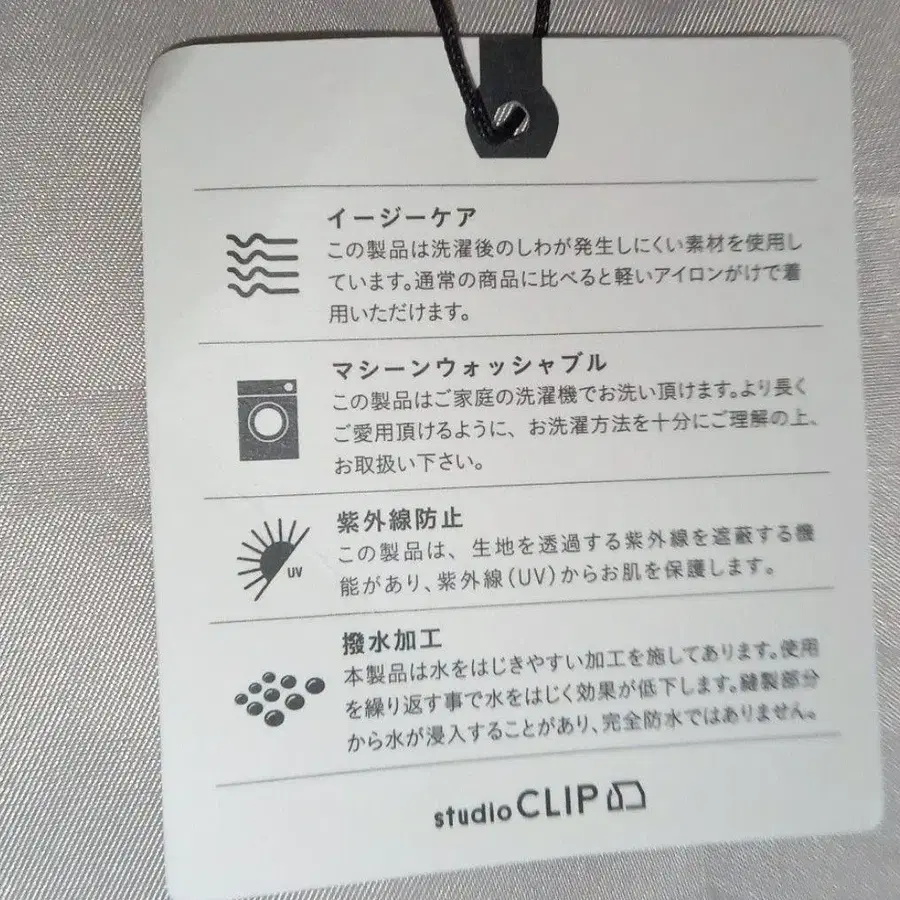 イージーケア
この製品は洗濯後のしわが発生しにくい素材を使用し
ています。通常の商品に比べると軽いアイロンがけで着
用いただけます。
マシーンウォッシャブル
この製品はご家庭の洗濯機でお洗い頂けます。より長く
ご愛用頂けるように、お洗濯方法を十分にご理解の上、
お取扱い下さい。
紫外線防止
この製品は、生地を透過する紫外線を遮蔽する機
能があり、紫外線(UV)からお肌を保護します。
UV
撥水加工
本製品は水をはじきやすい加工を施してあります。使用
を繰り返す事で水をはじく効果が低下します。縫製部分
から水が浸入することがあり、完全防水ではありません。
studio CLIP